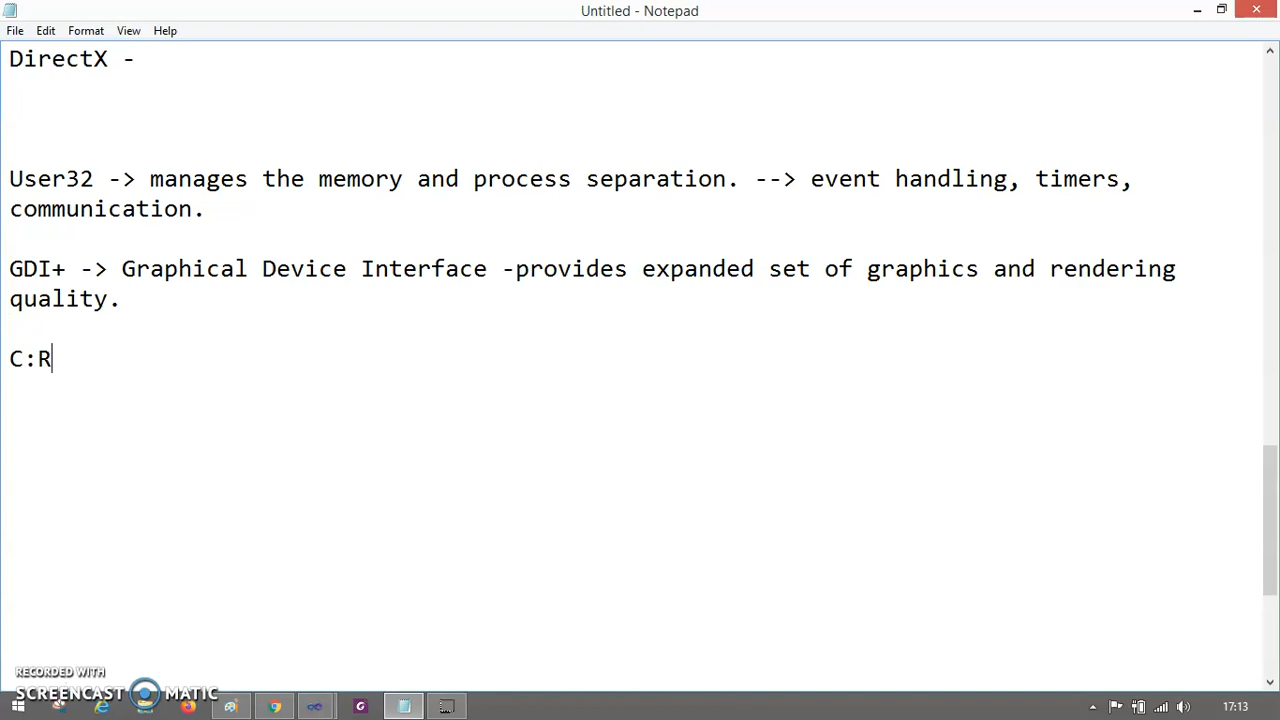 Untitled - Notepad
File Edit Format View Help
DirectX -
User32 -> manages the memory and process separation. --> event handling, timers,
communication.
GDI+ -> Graphical Device Interface -provides expanded set of graphics and rendering
quality.
C:R
RECORDED WITH
SCREENCAST MATIC
17:13